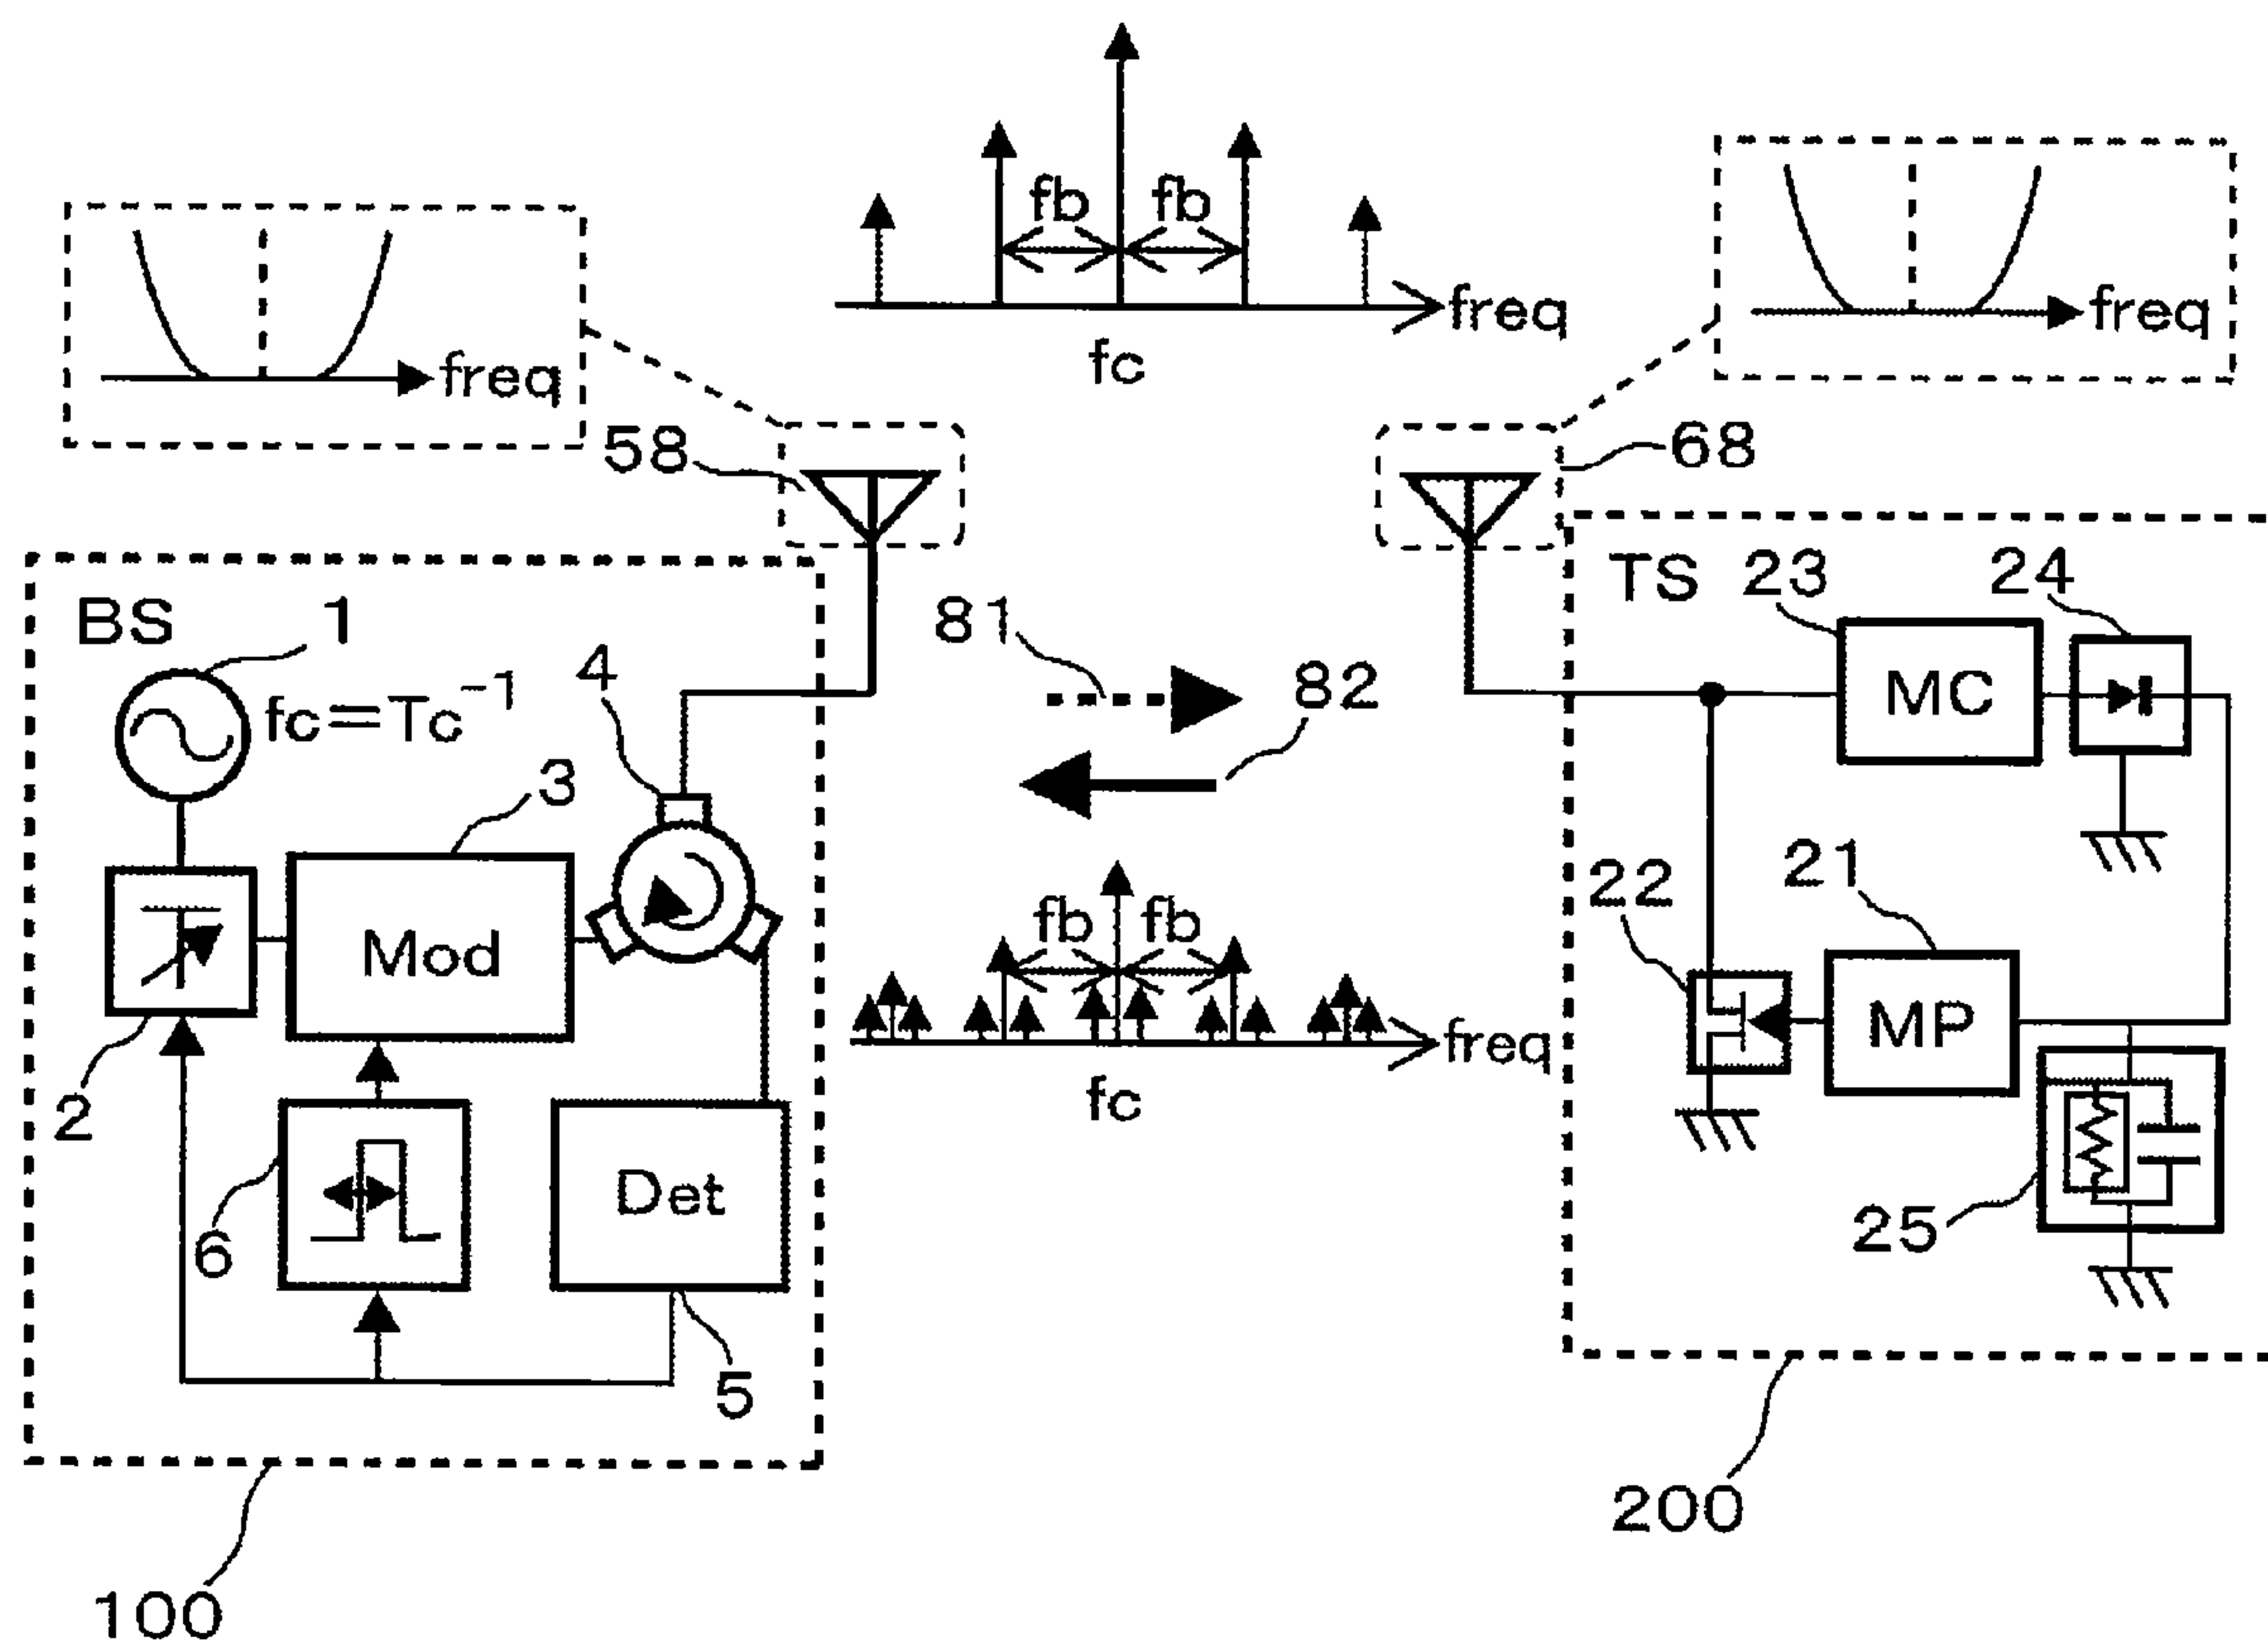 fb fb
freq
fc
freq
freq
58
68
BS
1
fc=Tc⁻¹
4
81
82
TS
23
24
MC
3
Mod
2
6
Det
5
fb fb
freq
fc
22
21
MP
25
100
200